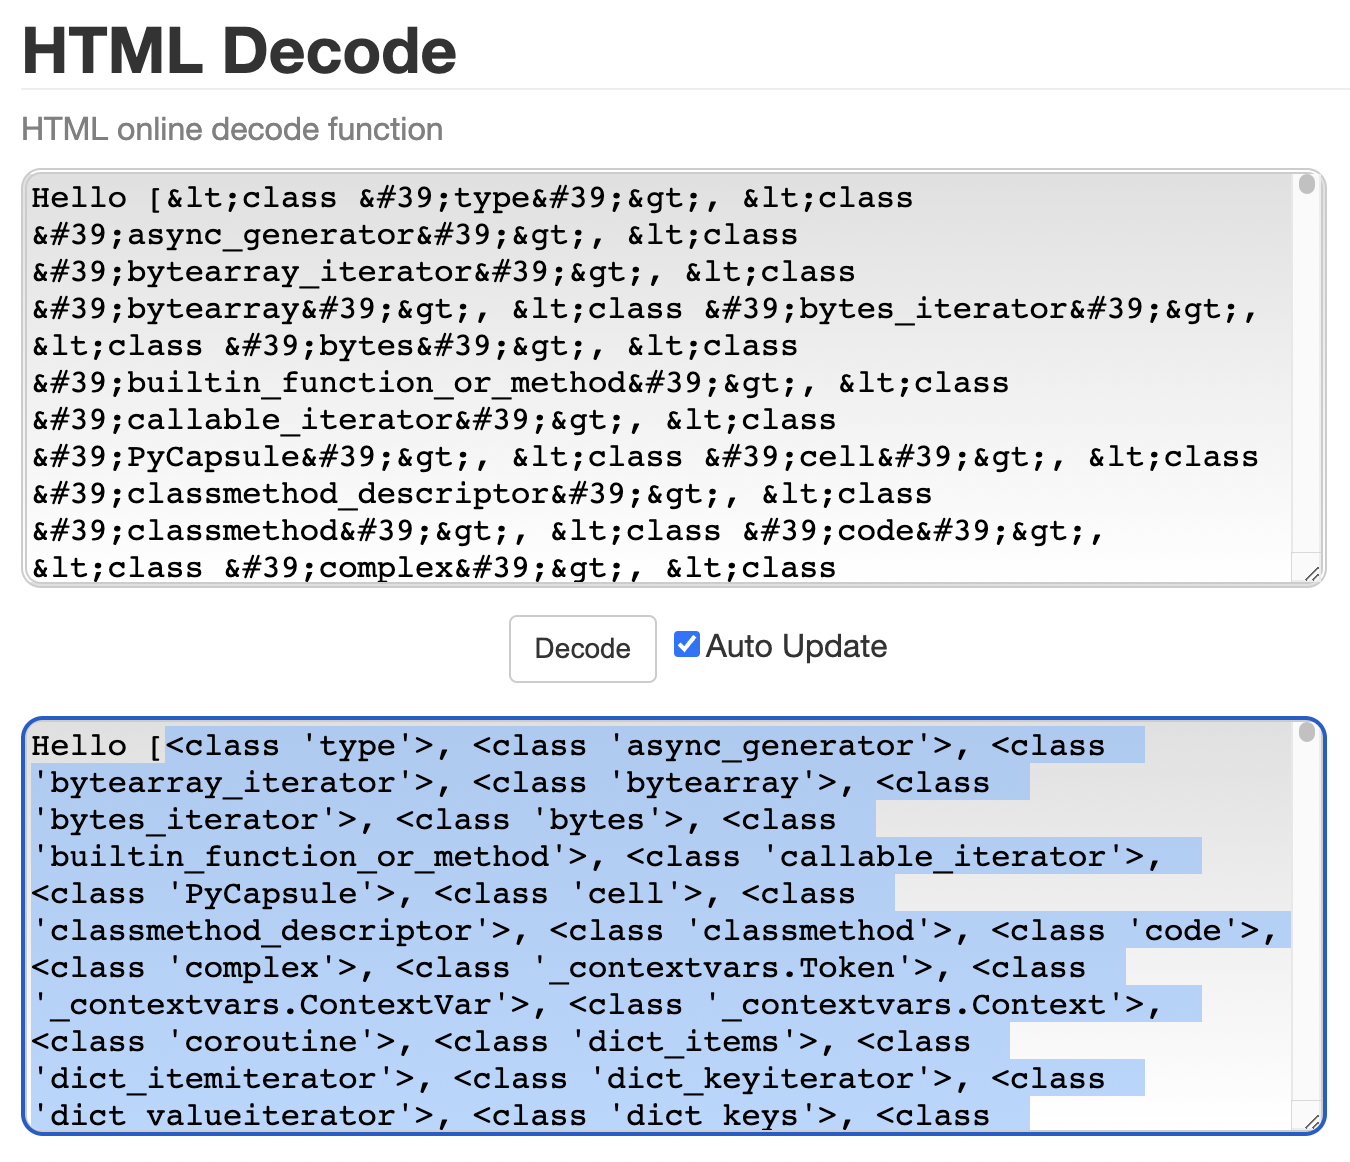 HTML Decode
HTML online decode function
Hello [&lt;class &#39;type&#39;&gt;, &lt;class
&#39;async_generator&#39;&gt;, &lt;class
&#39;bytearray_iterator&#39;&gt;, &lt;class
&#39;bytearray&#39;&gt;, &lt;class &#39;bytes_iterator&#39;&gt;,
&lt;class &#39;bytes&#39;&gt;, &lt;class
&#39;builtin_function_or_method&#39;&gt;, &lt;class
&#39;callable_iterator&#39;&gt;, &lt;class
&#39;PyCapsule&#39;&gt;, &lt;class &#39;cell&#39;&gt;, &lt;class
&#39;classmethod_descriptor&#39;&gt;, &lt;class
&#39;classmethod&#39;&gt;, &lt;class &#39;code&#39;&gt;,
&lt;class &#39;complex&#39;&gt;, &lt;class
Decode Auto Update
Hello [<class 'type'>, <class 'async_generator'>, <class
'bytearray_iterator'>, <class 'bytearray'>, <class
'bytes_iterator'>, <class 'bytes'>, <class
'builtin_function_or_method'>, <class 'callable_iterator'>,
<class 'PyCapsule'>, <class 'cell'>, <class
'classmethod_descriptor'>, <class 'classmethod'>, <class 'code'>,
<class 'complex'>, <class '_contextvars.Token'>, <class
'_contextvars.ContextVar'>, <class '_contextvars.Context'>,
<class 'coroutine'>, <class 'dict_items'>, <class
'dict_itemiterator'>, <class 'dict_keyiterator'>, <class
'dict_valueiterator'>, <class 'dict_keys'>, <class